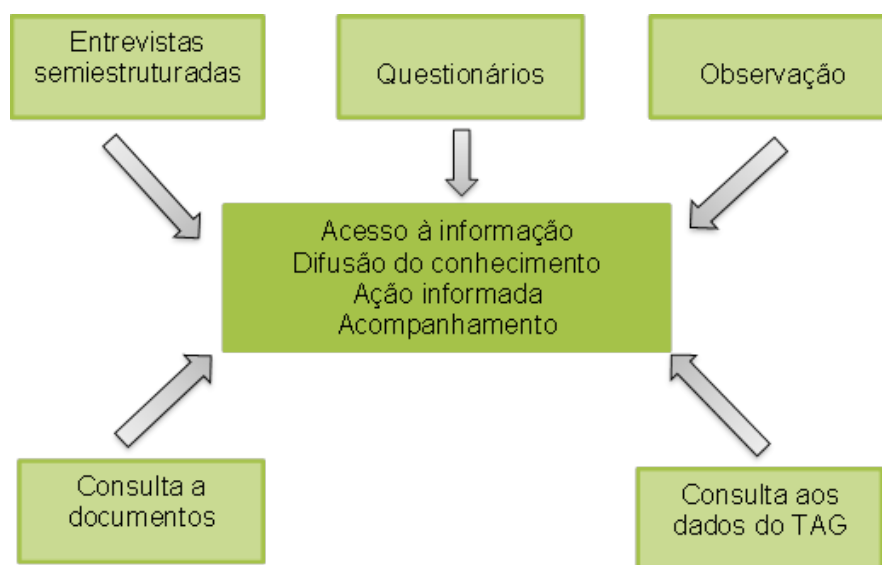 Entrevistas
semiestruturadas
Questionários
Observação
Acesso à informação
Difusão do conhecimento
Ação informada
Acompanhamento
Consulta a
documentos
Consulta aos
dados do TAG